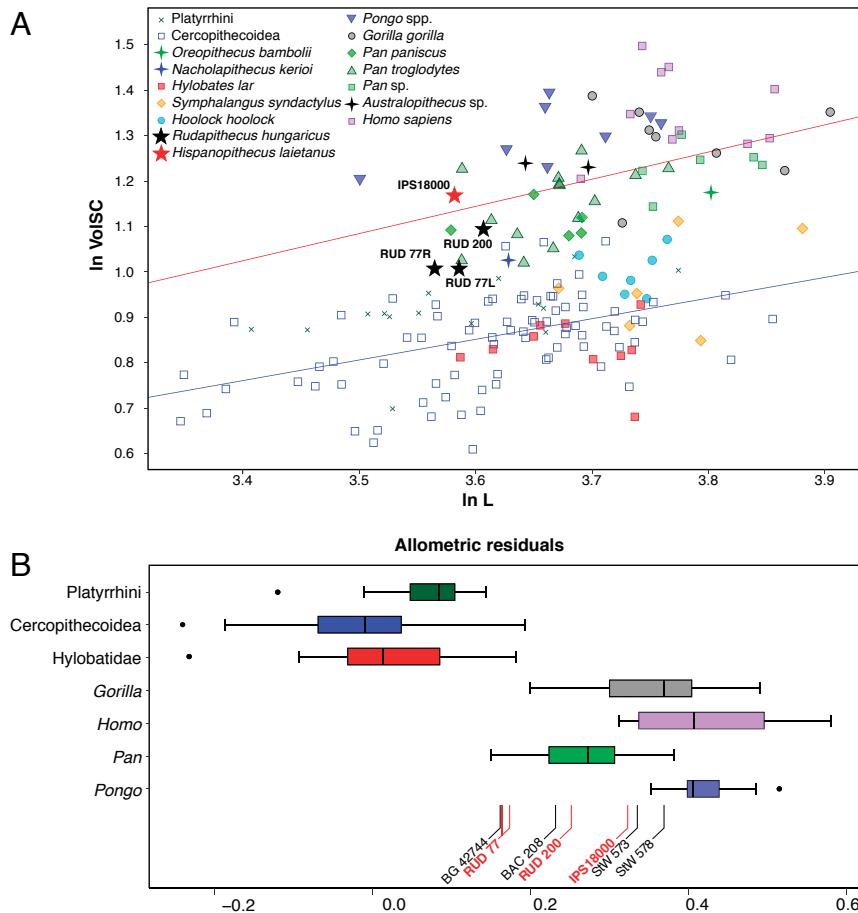 A
Platyrrhini
Cercopithecoidea
Oreopithecus bambolii
Nacholapithecus kerioi
Hylobates lar
Symphalangus syndactylus
Hoolock hoolock
Rudapithecus hungaricus
Hispanopithecus laietanus
Pongo spp.
Gorilla gorilla
Pan paniscus
Pan troglodytes
Pan sp.
Australopithecus sp.
Homo sapiens
ln VolSC
1.5
1.4
1.3
1.2
1.1
1.0
0.9
0.8
0.7
0.6
IPS18000
RUD 200
RUD 77R
RUD 77L
3.4 3.5 3.6 3.7 3.8 3.9
ln L
B
Allometric residuals
Platyrrhini
Cercopithecoidea
Hylobatidae
Gorilla
Homo
Pan
Pongo
BG 42744
RUD 77
BAC 208
RUD 200
IPS18000
StW 573
StW 578
−0.2 0.0 0.2 0.4 0.6